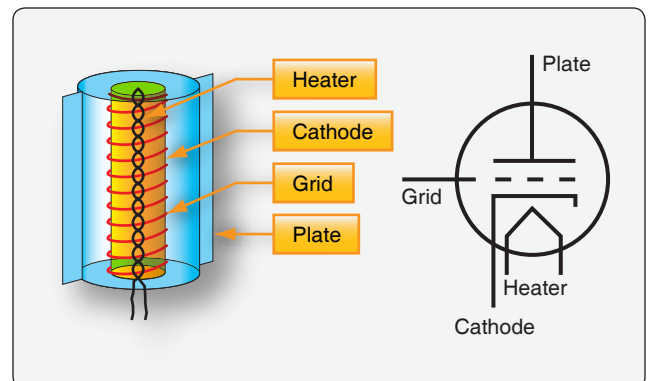 Heater
Cathode
Grid
Plate
Plate
Grid
Heater
Cathode